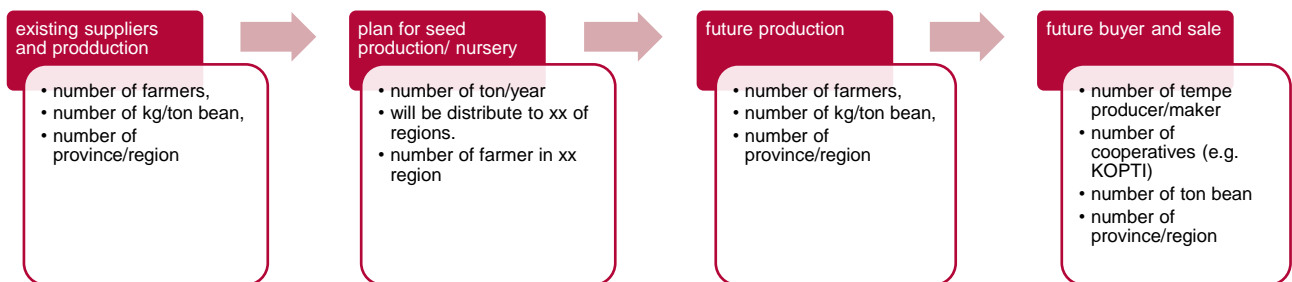 existing suppliers
and prodduction
• number of farmers,
• number of kg/ton bean,
• number of
province/region
plan for seed
production/ nursery
• number of ton/year
• will be distribute to xx of
regions.
• number of farmer in xx
region
future production
• number of farmers,
• number of kg/ton bean,
• number of
province/region
future buyer and sale
• number of tempe
producer/maker
• number of
cooperatives (e.g.
KOPTI)
• number of ton bean
• number of
province/region